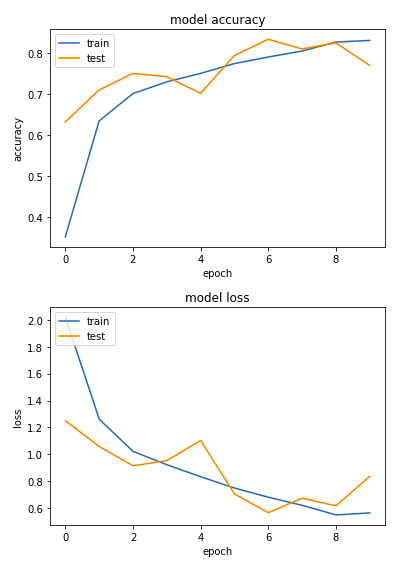 model accuracy
train
test
0.8
0.7
0.6
0.5
0.4
accuracy
0 2 4 6 8
epoch
model loss
train
test
2.0
1.8
1.6
1.4
1.2
1.0
0.8
0.6
loss
0 2 4 6 8
epoch